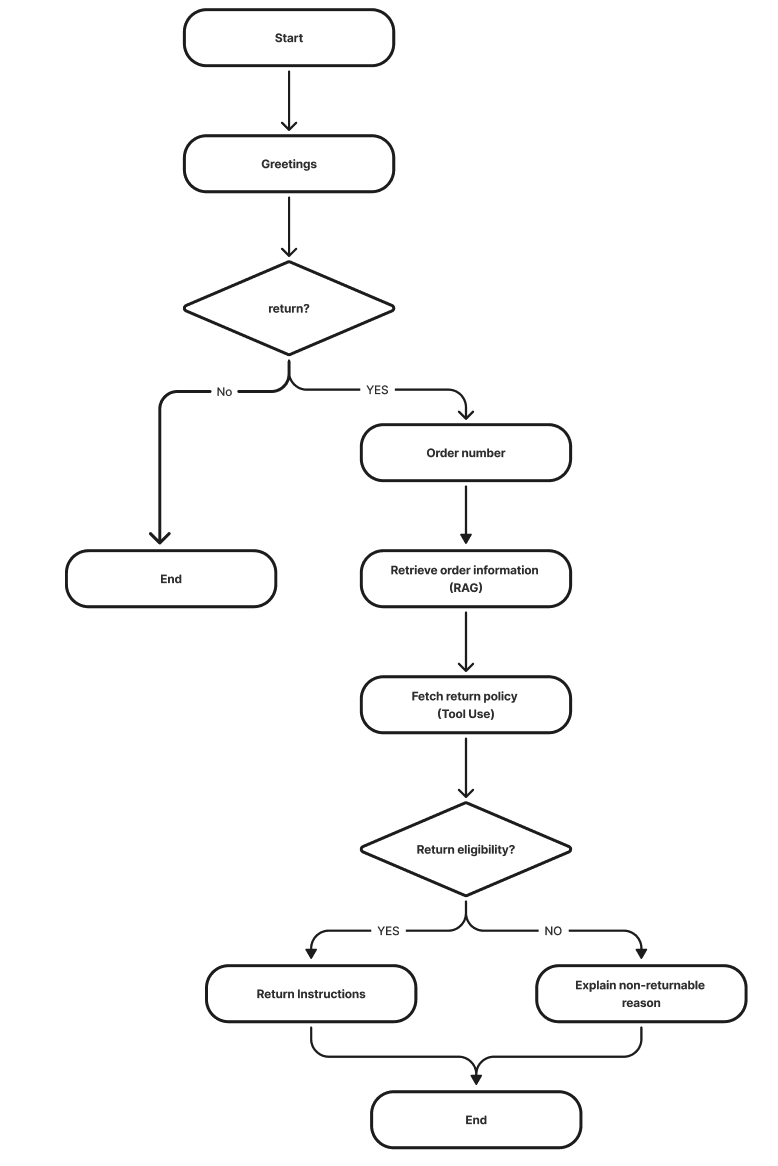 Start
Greetings
return?
No
YES
Order number
End
Retrieve order information
(RAG)
Fetch return policy
(Tool Use)
Return eligibility?
YES
NO
Return Instructions
Explain non-returnable
reason
End